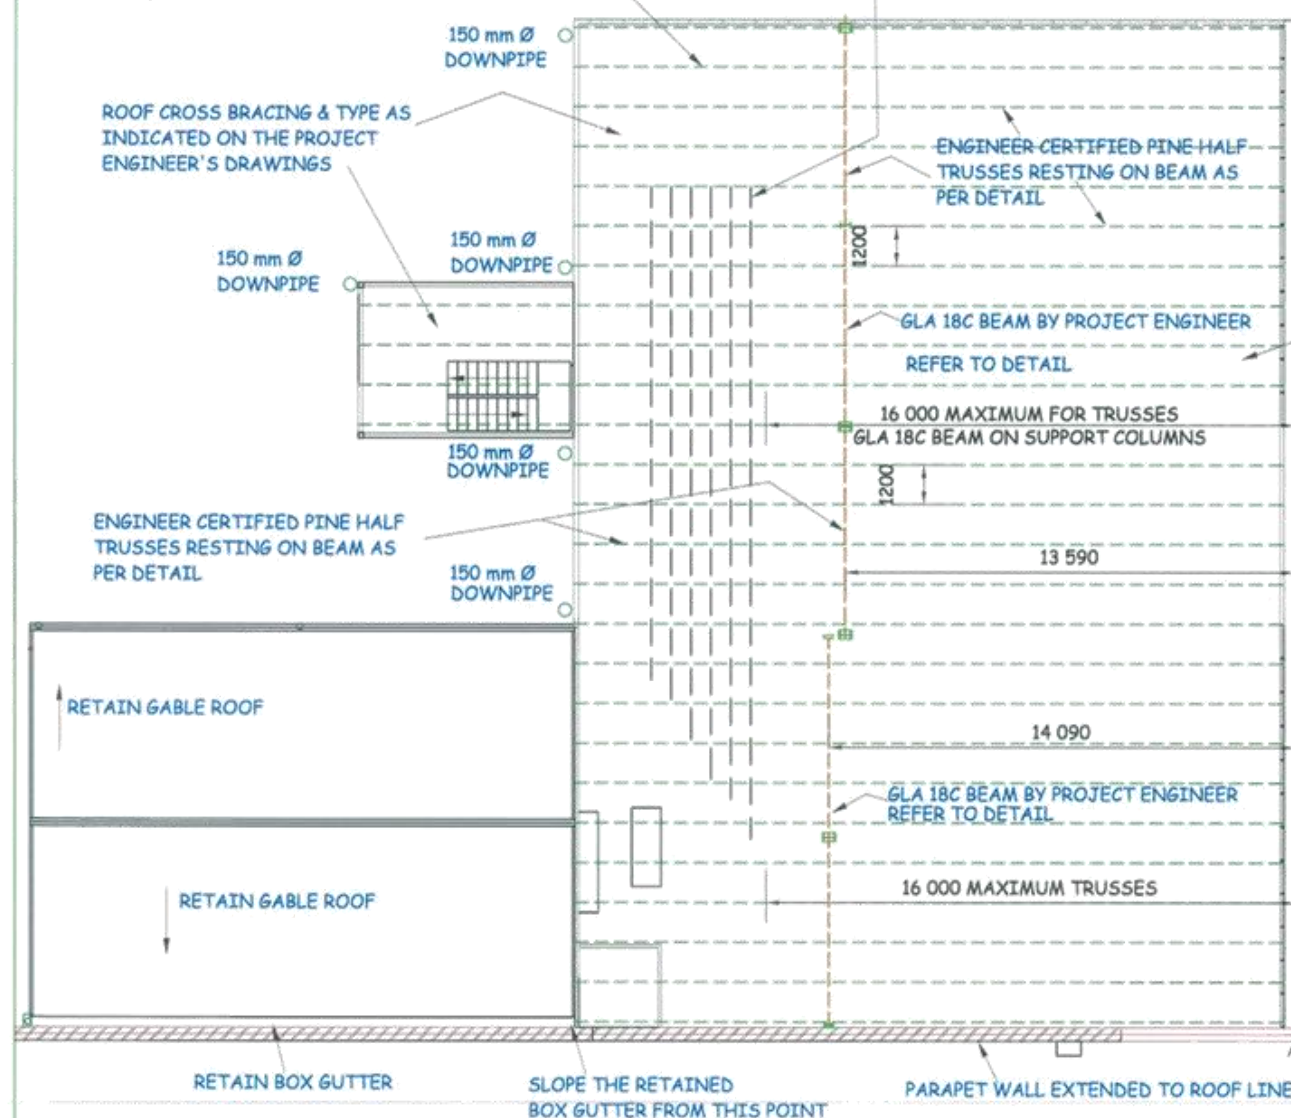 150 mm Ø
DOWNPIPE
ROOF CROSS BRACING & TYPE AS
INDICATED ON THE PROJECT
ENGINEER'S DRAWINGS
ENGINEER CERTIFIED PINE HALF
TRUSSES RESTING ON BEAM AS
PER DETAIL
150 mm Ø
DOWNPIPE
150 mm Ø
DOWNPIPE
1200
GLA 18C BEAM BY PROJECT ENGINEER
REFER TO DETAIL
16 000 MAXIMUM FOR TRUSSES
GLA 18C BEAM ON SUPPORT COLUMNS
150 mm Ø
DOWNPIPE
1200
ENGINEER CERTIFIED PINE HALF
TRUSSES RESTING ON BEAM AS
PER DETAIL
13 590
150 mm Ø
DOWNPIPE
RETAIN GABLE ROOF
14 090
GLA 18C BEAM BY PROJECT ENGINEER
REFER TO DETAIL
RETAIN GABLE ROOF
16 000 MAXIMUM TRUSSES
RETAIN BOX GUTTER
SLOPE THE RETAINED
BOX GUTTER FROM THIS POINT
PARAPET WALL EXTENDED TO ROOF LINE